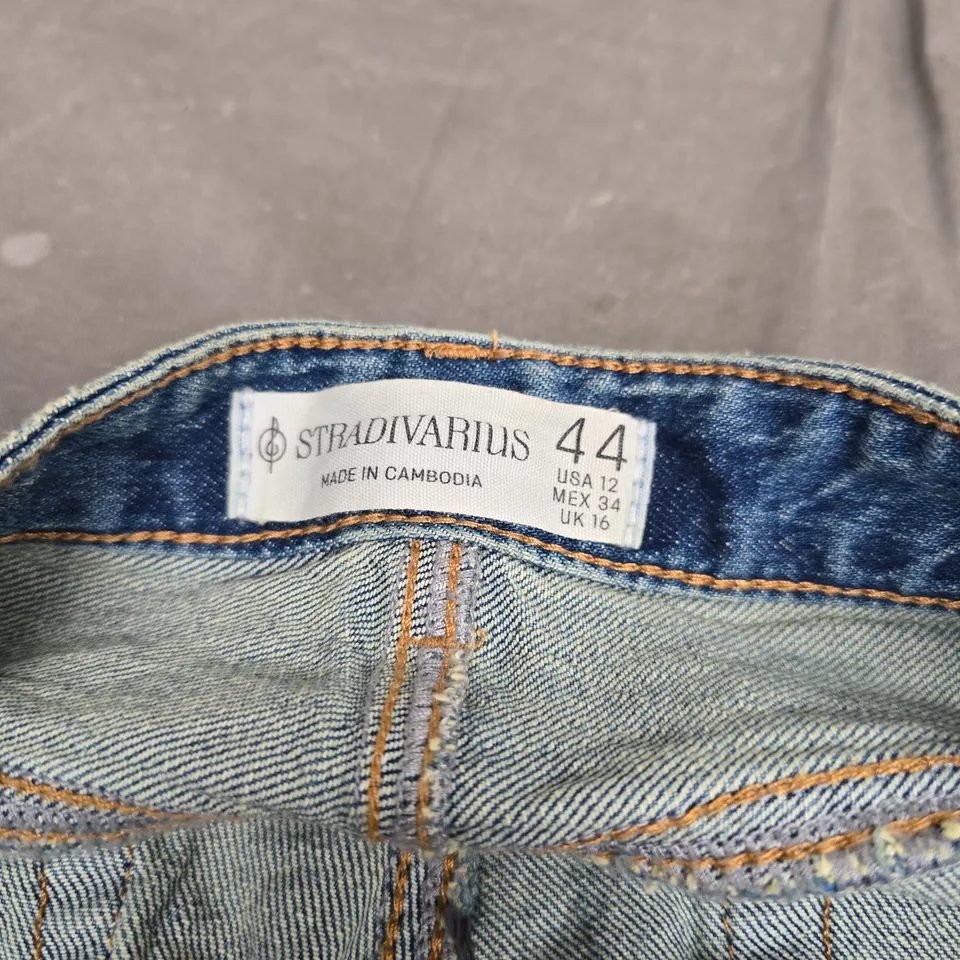 STRADIVARIUS 44
MADE IN CAMBODIA
USA 12
MEX 34
UK 16